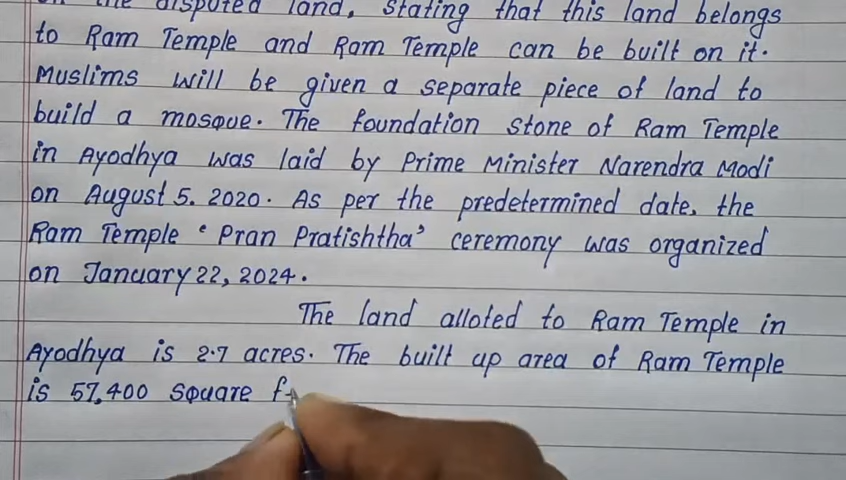 on the disputed land, stating that this land belongs
to Ram Temple and Ram Temple can be built on it.
Muslims will be given a separate piece of land to
build a mosque. The foundation stone of Ram Temple
in Ayodhya was laid by Prime Minister Narendra Modi
on August 5. 2020. As per the predetermined date, the
Ram Temple ‘Pran Pratishtha’ ceremony was organized
on January 22, 2024.
The land alloted to Ram Temple in
Ayodhya is 2.7 acres. The built up area of Ram Temple
is 57,400 square f